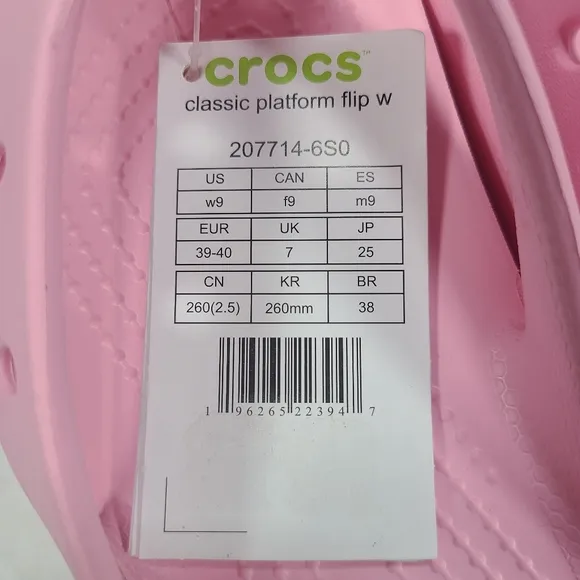 crocs™
classic platform flip w
207714-6S0
US CAN ES
w9 f9 m9
EUR UK JP
39-40 7 25
CN KR BR
260(2.5) 260mm 38
1 96265 22394 7